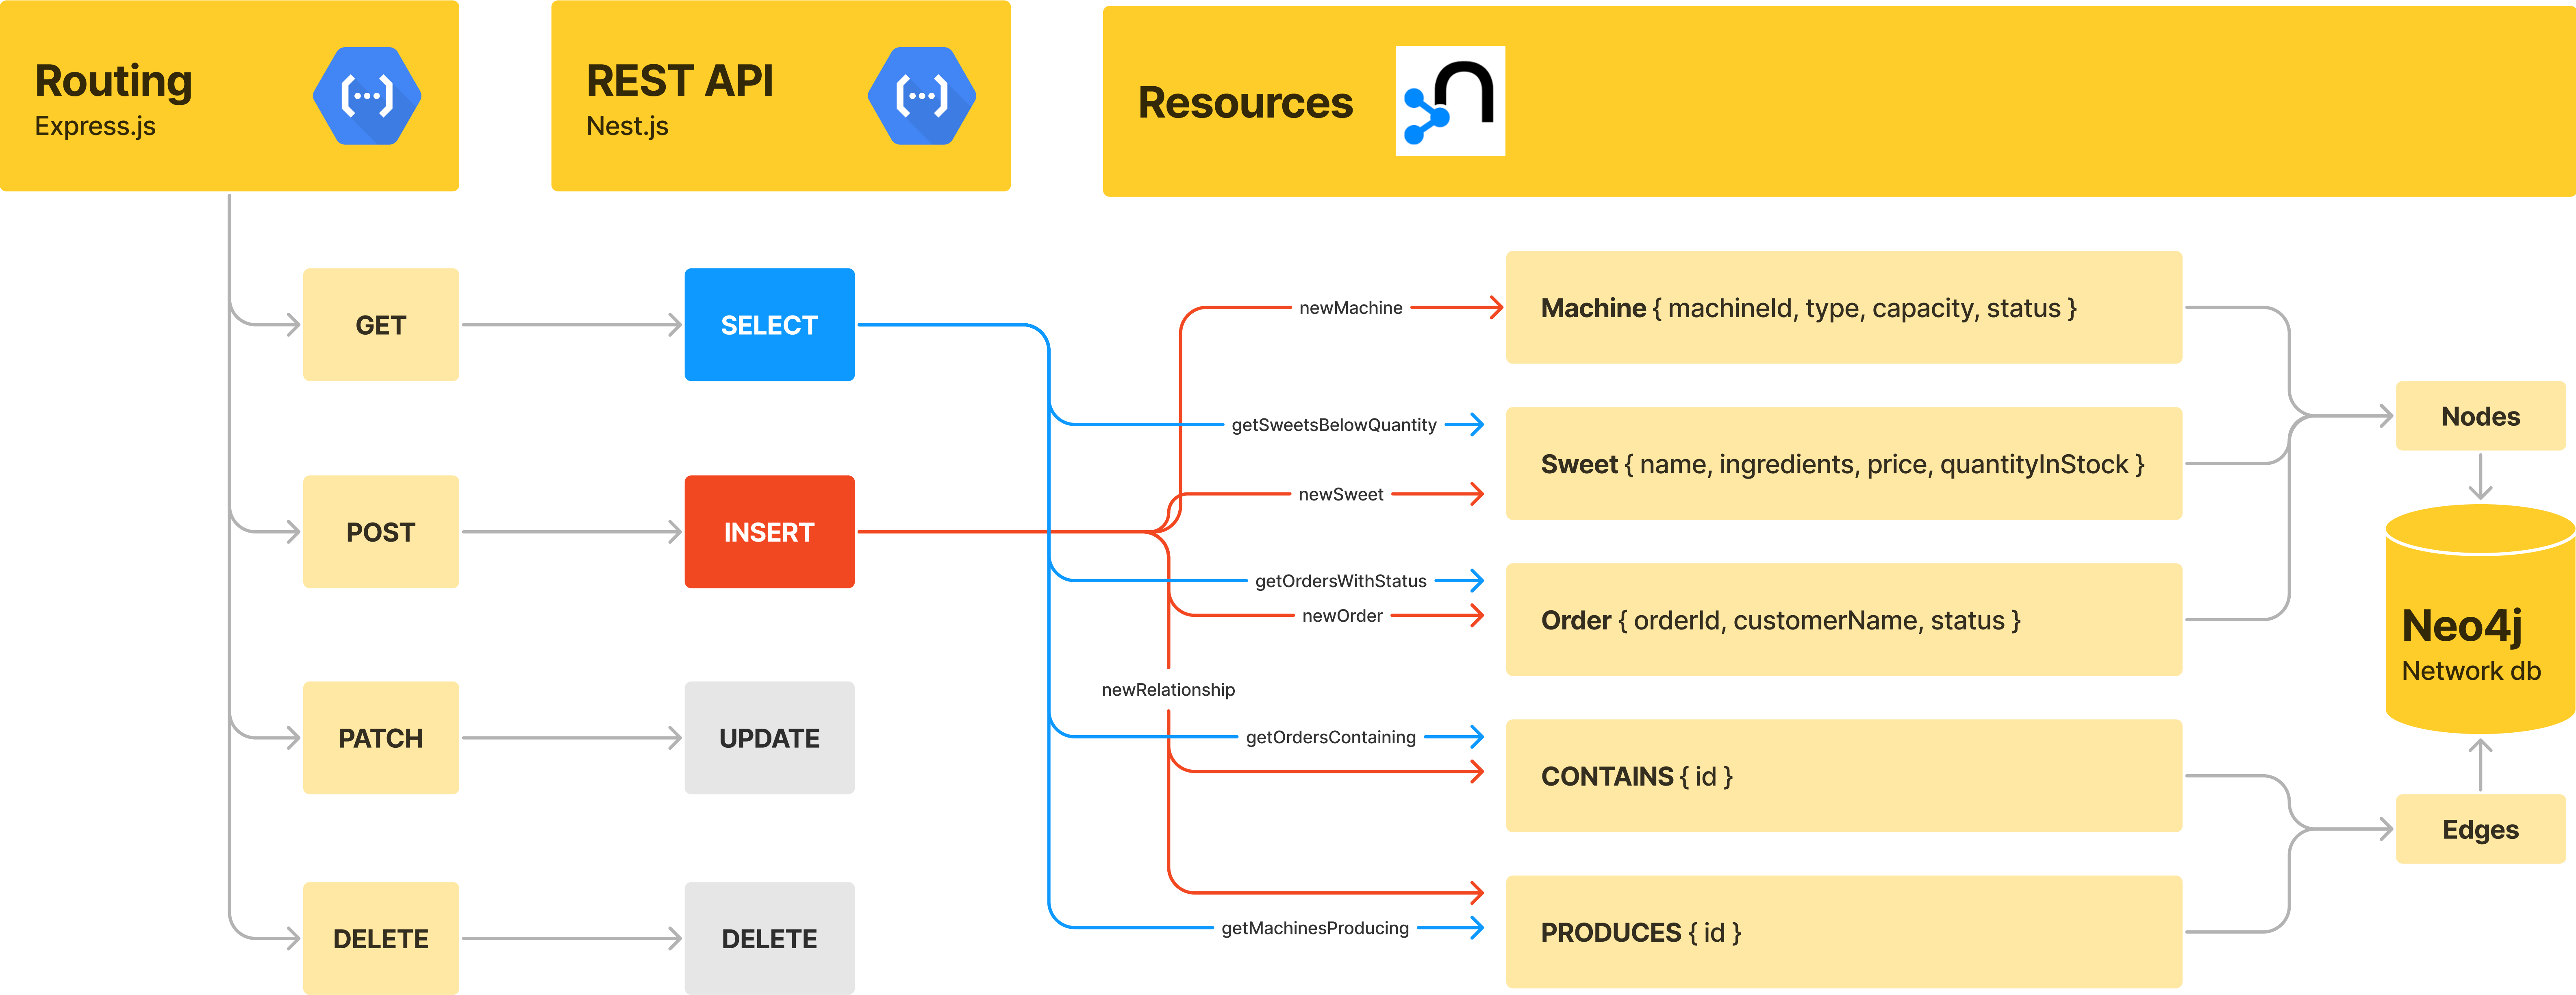 Routing
Express.js
REST API
Nest.js
Resources
GET
SELECT
POST
INSERT
PATCH
UPDATE
DELETE
DELETE
newMachine
getSweetsBelowQuantity
newSweet
getOrdersWithStatus
newOrder
newRelationship
getOrdersContaining
getMachinesProducing
Machine { machineId, type, capacity, status }
Sweet { name, ingredients, price, quantityInStock }
Order { orderId, customerName, status }
CONTAINS { id }
PRODUCES { id }
Nodes
Neo4j
Network db
Edges